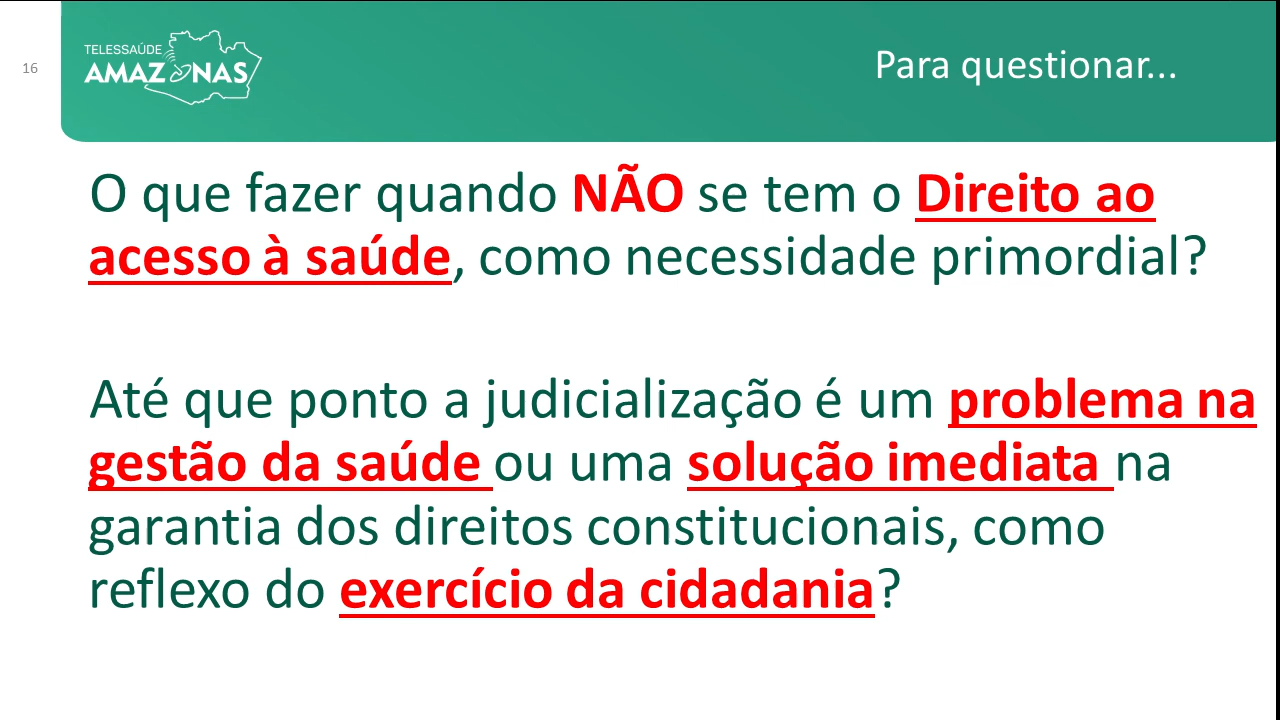 16
TELESSAÚDE
AMAZONAS
Para questionar...
O que fazer quando NÃO se tem o Direito ao
acesso à saúde, como necessidade primordial?
Até que ponto a judicialização é um problema na
gestão da saúde ou uma solução imediata na
garantia dos direitos constitucionais, como
reflexo do exercício da cidadania?